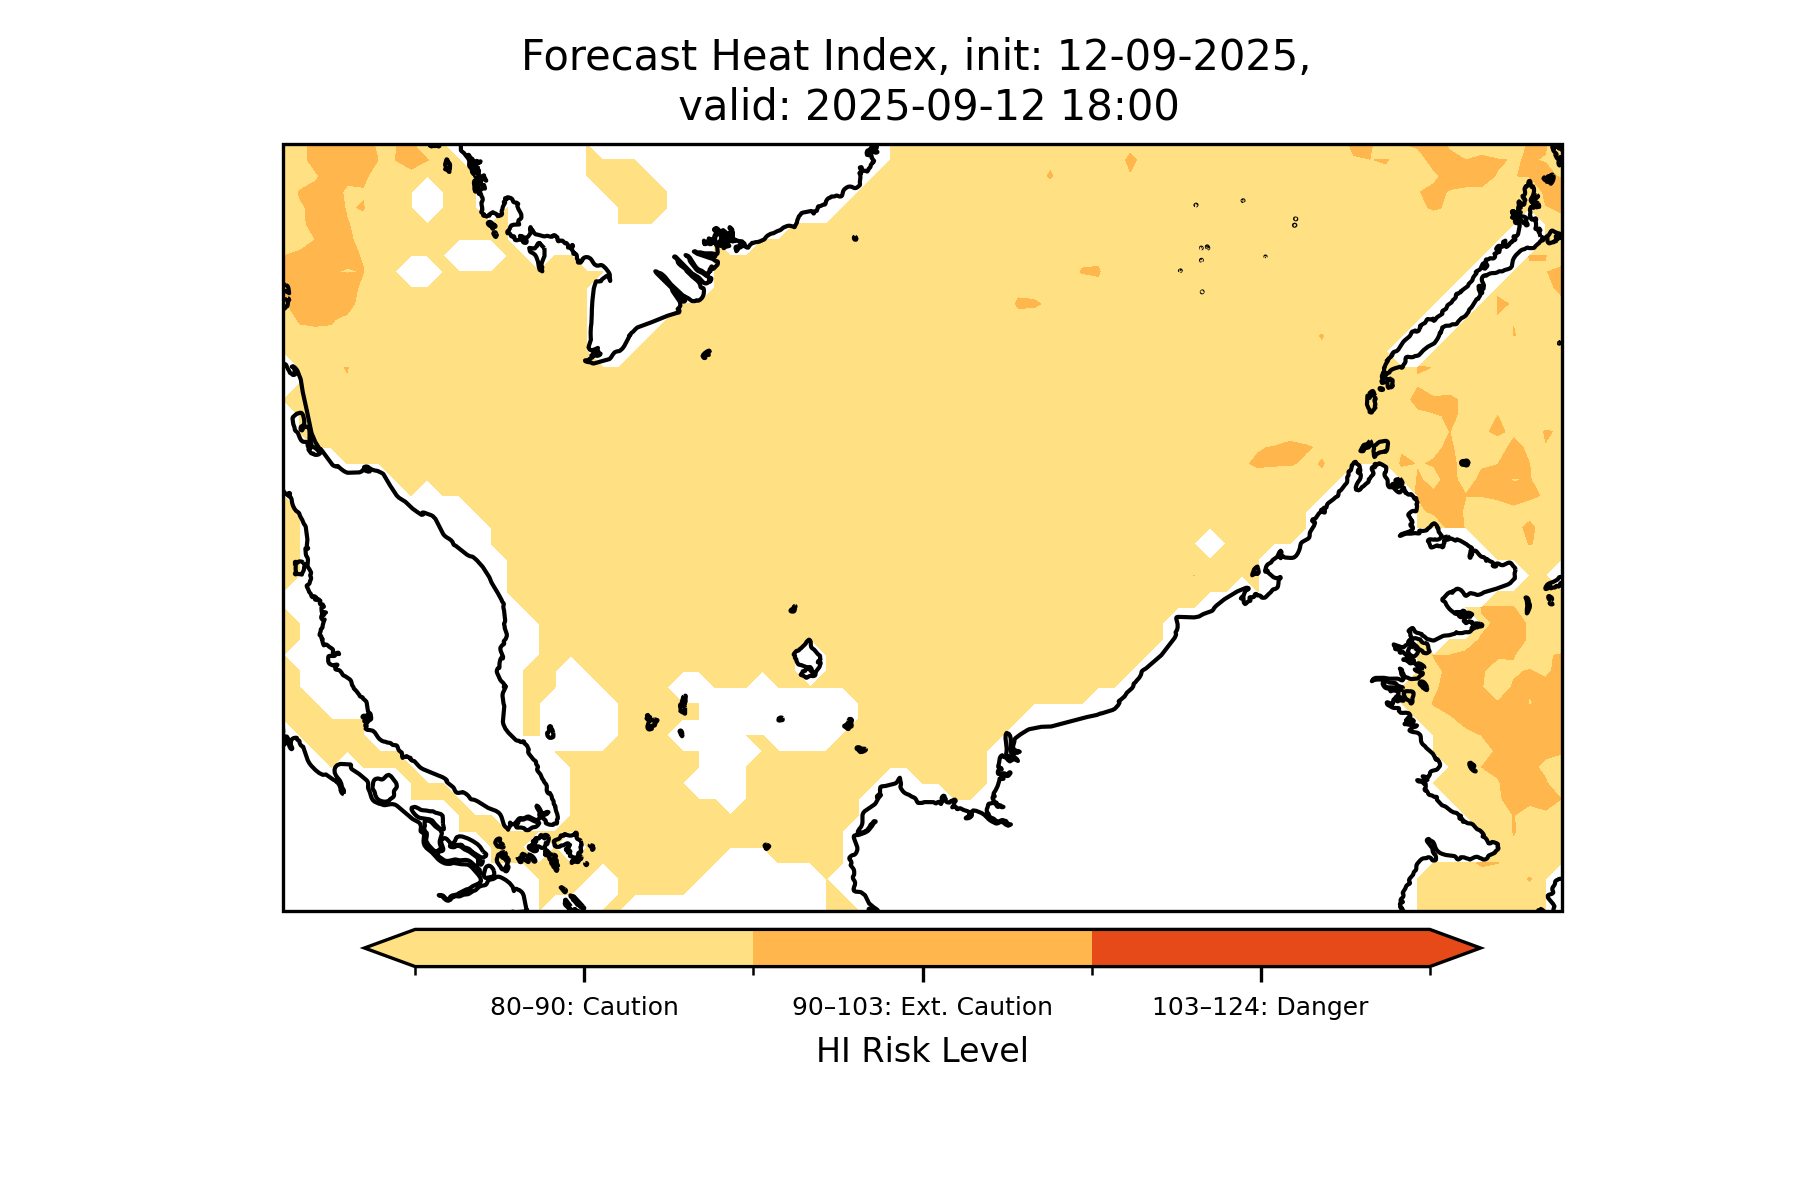 Forecast Heat Index, init: 12-09-2025,
valid: 2025-09-12 18:00
80–90: Caution
90–103: Ext. Caution
103–124: Danger
HI Risk Level